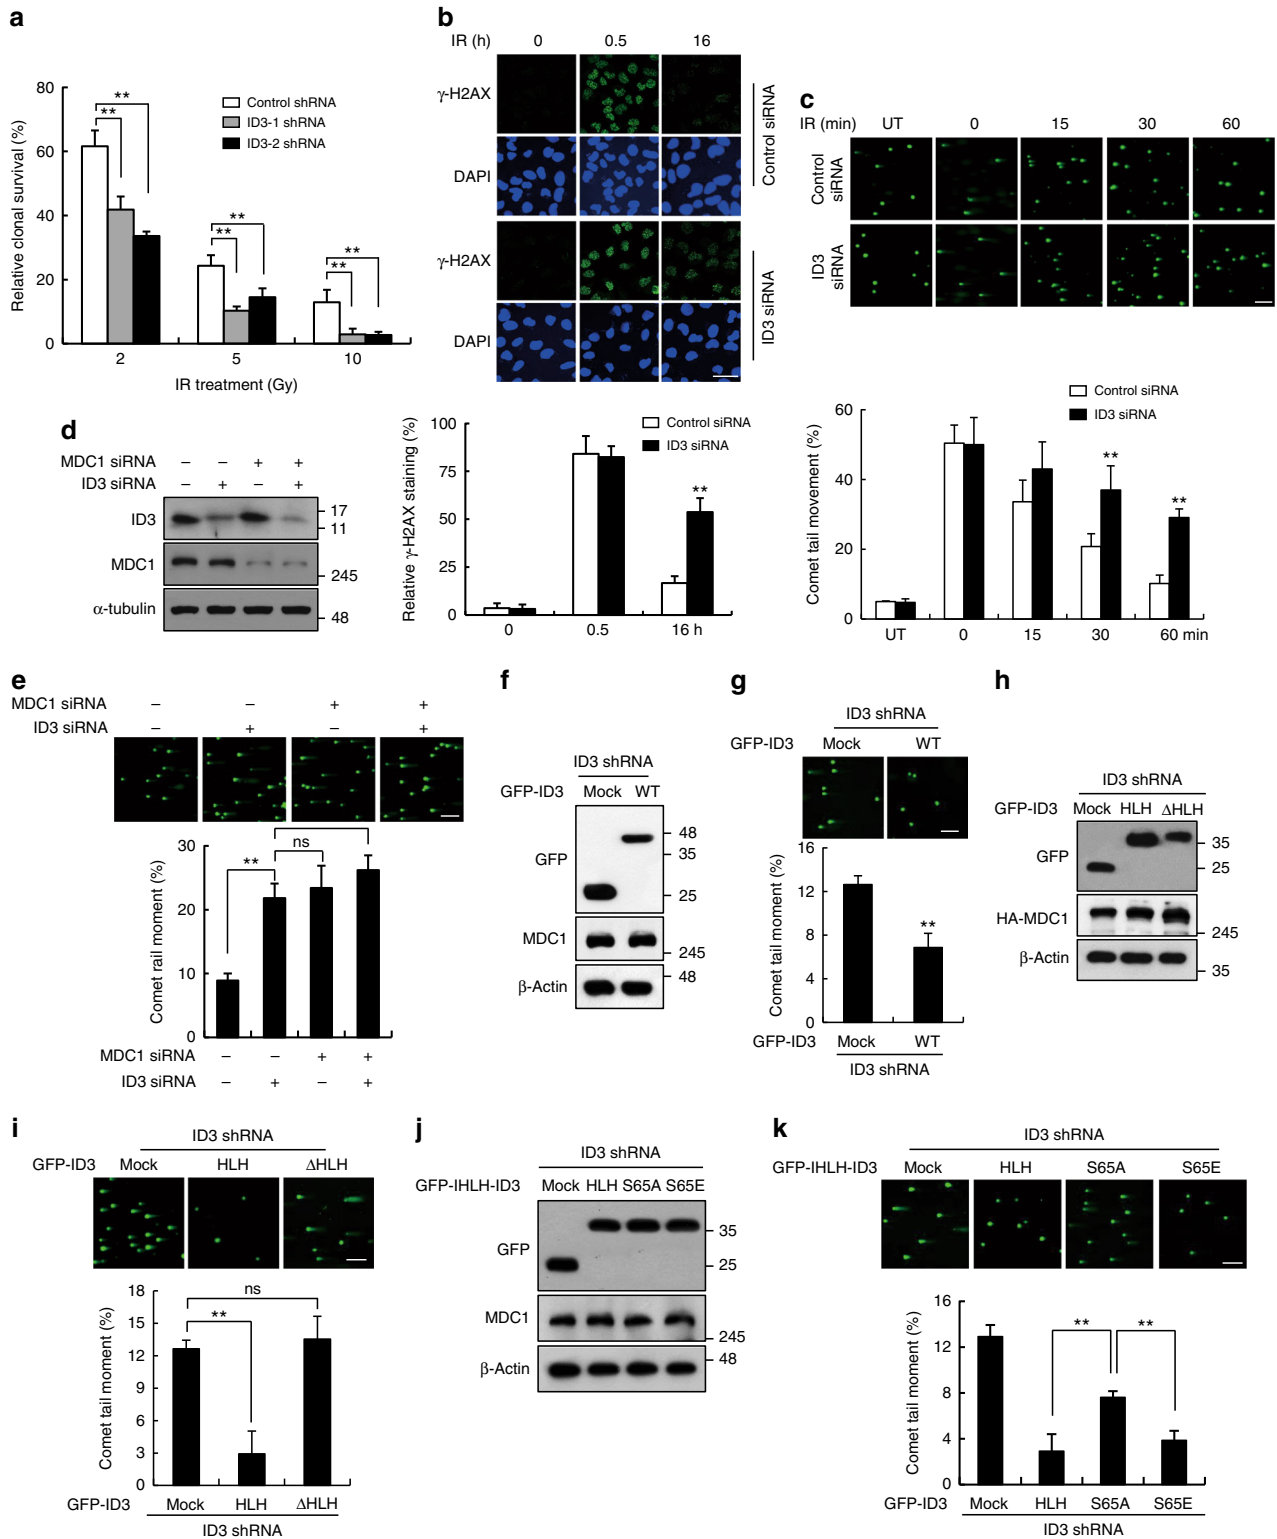 a
80
60
40
20
0
Relative clonal survival (%)
** ** ** ** ** **
Control shRNA
ID3-1 shRNA
ID3-2 shRNA
2 5 10
IR treatment (Gy)
b
IR (h) 0 0.5 16
γ-H2AX
DAPI
Control siRNA
γ-H2AX
DAPI
ID3 siRNA
100
75
50
25
0
Relative γ-H2AX staining (%)
Control siRNA
ID3 siRNA
**
0 0.5 16 h
c
IR (min) UT 0 15 30 60
Control siRNA
ID3 siRNA
Control siRNA
ID3 siRNA
60
40
20
0
Comet tail movement (%)
** **
UT 0 15 30 60 min
d
MDC1 siRNA – – + +
ID3 siRNA – + – +
ID3 17 11
MDC1 245
α-tubulin 48
e
MDC1 siRNA – – + +
ID3 siRNA – + – +
30
20
10
0
Comet rail moment (%)
** ns
MDC1 siRNA – – + +
ID3 siRNA – + – +
f
ID3 shRNA
GFP-ID3 Mock WT
GFP 48 35 25
MDC1 245
β-Actin 48
g
ID3 shRNA
GFP-ID3 Mock WT
16
12
8
4
0
Comet tail moment (%)
**
GFP-ID3 Mock WT
ID3 shRNA
h
ID3 shRNA
GFP-ID3 Mock HLH ΔHLH
GFP 35 25
HA-MDC1 245
β-Actin 35
i
ID3 shRNA
GFP-ID3 Mock HLH ΔHLH
18
15
12
9
6
3
0
Comet tail moment (%)
ns
**
GFP-ID3 Mock HLH ΔHLH
ID3 shRNA
j
ID3 shRNA
GFP-IHLH-ID3 Mock HLH S65A S65E
GFP 35 25
MDC1 245
β-Actin 48
k
ID3 shRNA
GFP-IHLH-ID3 Mock HLH S65A S65E
16
12
8
4
0
Comet tail moment (%)
** **
GFP-ID3 Mock HLH S65A S65E
ID3 shRNA